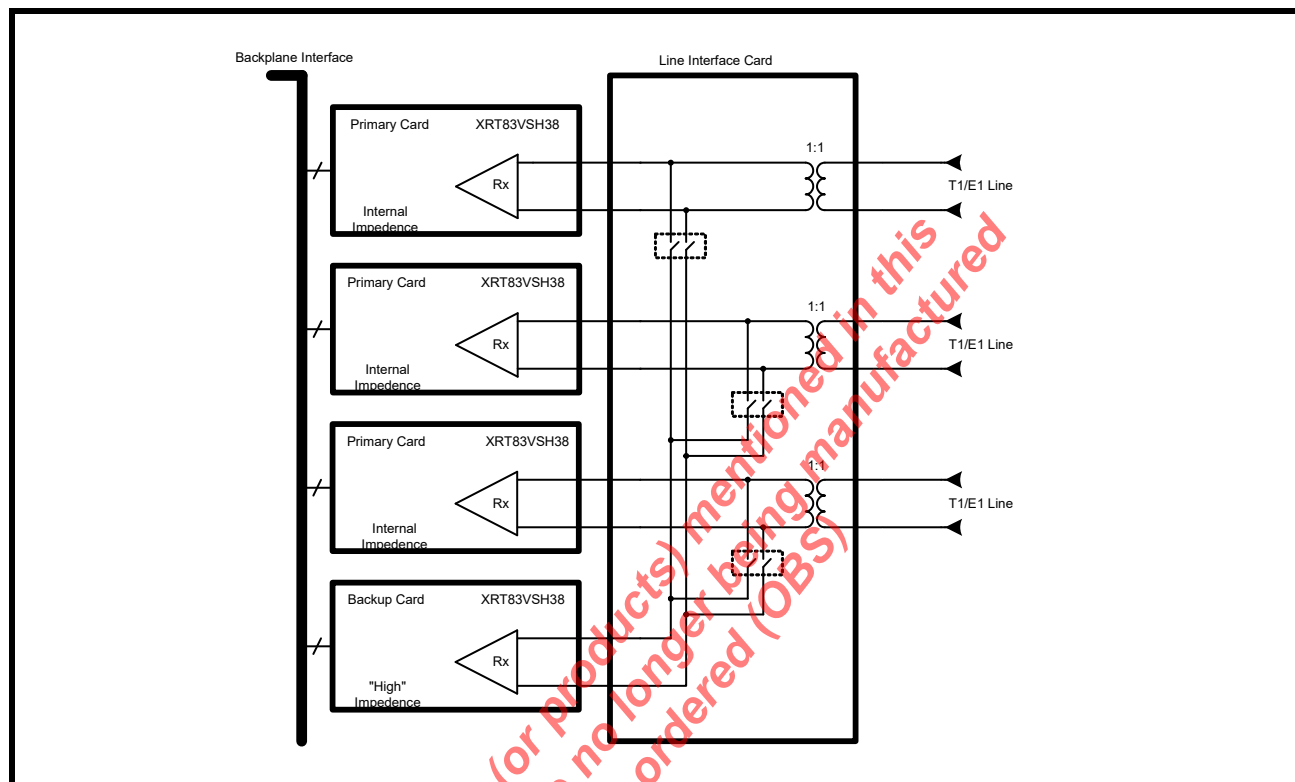 Backplane Interface
Line Interface Card
Primary Card XRT83VSH38
Rx
Internal
Impedence
1:1
T1/E1 Line
Primary Card XRT83VSH38
Rx
Internal
Impedence
1:1
T1/E1 Line
Primary Card XRT83VSH38
Rx
Internal
Impedence
1:1
T1/E1 Line
Backup Card XRT83VSH38
Rx
"High"
Impedence
(or products) mentioned in this
no longer being manufactured
ordered (OBS)